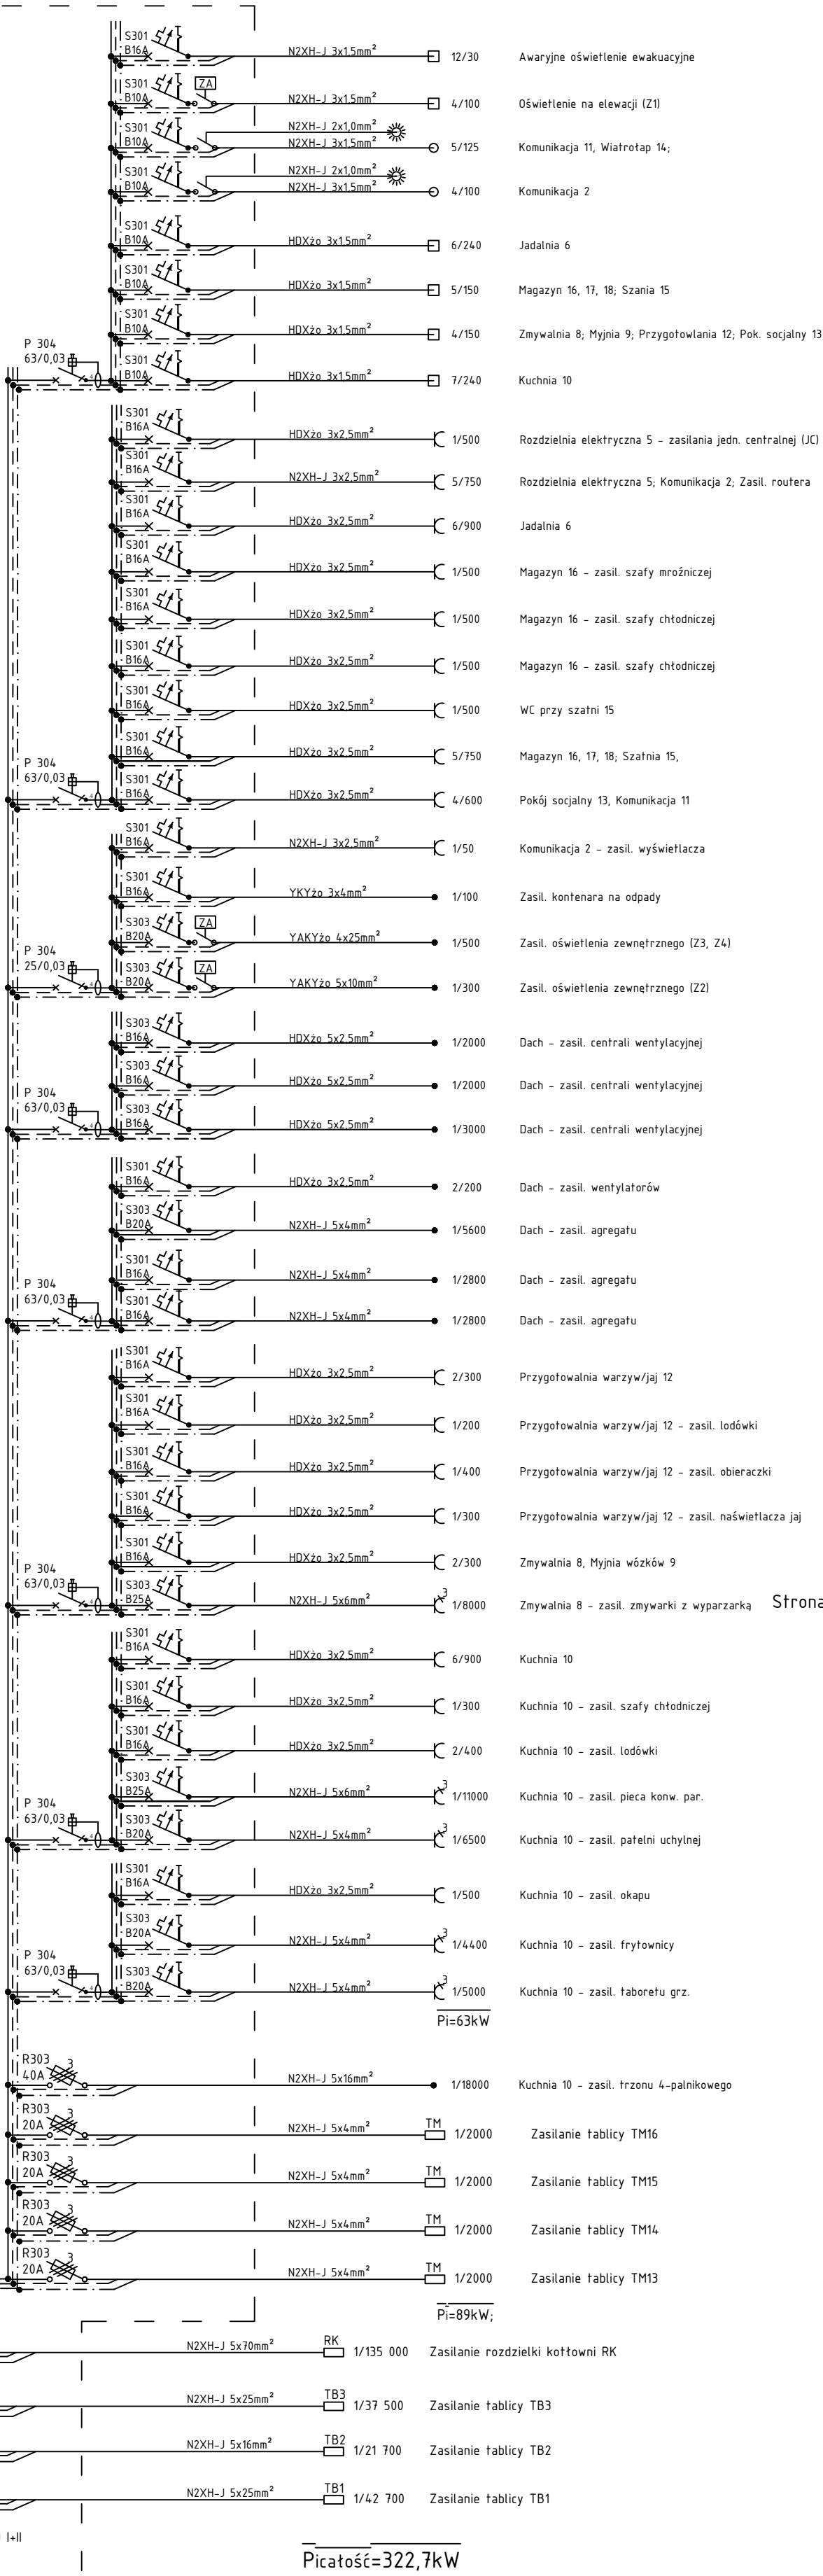 S301
B16A
N2XH-J 3x1,5mm²
12/30
Awaryjne oświetlenie ewakuacyjne
S301
B10A
ZA
N2XH-J 3x1,5mm²
4/100
Oświetlenie na elewacji (Z1)
S301
B10A
N2XH-J 2x1,0mm²
N2XH-J 3x1,5mm²
5/125
Komunikacja 11, Wiatrołap 14;
S301
B10A
N2XH-J 2x1,0mm²
N2XH-J 3x1,5mm²
4/100
Komunikacja 2
S301
B10A
HDXżo 3x1,5mm²
6/240
Jadalnia 6
S301
B10A
HDXżo 3x1,5mm²
5/150
Magazyn 16, 17, 18; Szania 15
S301
B10A
HDXżo 3x1,5mm²
4/150
Zmywalnia 8; Myjnia 9; Przygotowlania 12; Pok. socjalny 13
P 304
63/0,03
4
S301
B10A
HDXżo 3x1,5mm²
7/240
Kuchnia 10
S301
B16A
HDXżo 3x2,5mm²
1/500
Rozdzielnia elektryczna 5 - zasilania jedn. centralnej (JC)
S301
B16A
N2XH-J 3x2,5mm²
5/750
Rozdzielnia elektryczna 5; Komunikacja 2; Zasil. routera
S301
B16A
HDXżo 3x2,5mm²
6/900
Jadalnia 6
S301
B16A
HDXżo 3x2,5mm²
1/500
Magazyn 16 - zasil. szafy mroźniczej
S301
B16A
HDXżo 3x2,5mm²
1/500
Magazyn 16 - zasil. szafy chłodniczej
S301
B16A
HDXżo 3x2,5mm²
1/500
Magazyn 16 - zasil. szafy chłodniczej
S301
B16A
HDXżo 3x2,5mm²
1/500
WC przy szatni 15
S301
B16A
HDXżo 3x2,5mm²
5/750
Magazyn 16, 17, 18; Szatnia 15,
P 304
63/0,03
4
S301
B16A
HDXżo 3x2,5mm²
4/600
Pokój socjalny 13, Komunikacja 11
S301
B16A
N2XH-J 3x2,5mm²
1/50
Komunikacja 2 - zasil. wyświetlacza
S301
B16A
YKYżo 3x4mm²
1/100
Zasil. kontenara na odpady
S303
B20A
ZA
YAKYżo 4x25mm²
1/500
Zasil. oświetlenia zewnętrznego (Z3, Z4)
P 304
25/0,03
4
S303
B20A
ZA
YAKYżo 5x10mm²
1/300
Zasil. oświetlenia zewnętrznego (Z2)
S303
B16A
HDXżo 5x2,5mm²
1/2000
Dach - zasil. centrali wentylacyjnej
S303
B16A
HDXżo 5x2,5mm²
1/2000
Dach - zasil. centrali wentylacyjnej
P 304
63/0,03
4
S303
B16A
HDXżo 5x2,5mm²
1/3000
Dach - zasil. centrali wentylacyjnej
S301
B16A
HDXżo 3x2,5mm²
2/200
Dach - zasil. wentylatorów
S303
B20A
N2XH-J 5x4mm²
1/5600
Dach - zasil. agregatu
S301
B16A
N2XH-J 5x4mm²
1/2800
Dach - zasil. agregatu
P 304
63/0,03
4
S301
B16A
N2XH-J 5x4mm²
1/2800
Dach - zasil. agregatu
S301
B16A
HDXżo 3x2,5mm²
2/300
Przygotowalnia warzyw/jaj 12
S301
B16A
HDXżo 3x2,5mm²
1/200
Przygotowalnia warzyw/jaj 12 - zasil. lodówki
S301
B16A
HDXżo 3x2,5mm²
1/400
Przygotowalnia warzyw/jaj 12 - zasil. obieraczki
S301
B16A
HDXżo 3x2,5mm²
1/300
Przygotowalnia warzyw/jaj 12 - zasil. naświetlacza jaj
S301
B16A
HDXżo 3x2,5mm²
2/300
Zmywalnia 8, Myjnia wózków 9
P 304
63/0,03
4
S303
B25A
N2XH-J 5x6mm²
3
1/8000
Zmywalnia 8 - zasil. zmywarki z wyparzarką
Strona
S301
B16A
HDXżo 3x2,5mm²
6/900
Kuchnia 10
S301
B16A
HDXżo 3x2,5mm²
1/300
Kuchnia 10 - zasil. szafy chłodniczej
S301
B16A
HDXżo 3x2,5mm²
2/400
Kuchnia 10 - zasil. lodówki
S303
B25A
N2XH-J 5x6mm²
3
1/11000
Kuchnia 10 - zasil. pieca konw. par.
P 304
63/0,03
4
S303
B20A
N2XH-J 5x4mm²
3
1/6500
Kuchnia 10 - zasil. patelni uchylnej
S301
B16A
HDXżo 3x2,5mm²
1/500
Kuchnia 10 - zasil. okapu
S303
B20A
N2XH-J 5x4mm²
3
1/4400
Kuchnia 10 - zasil. frytownicy
P 304
63/0,03
4
S303
B20A
N2XH-J 5x4mm²
3
1/5000
Kuchnia 10 - zasil. taboretu grz.
Pi=63kW
R303
40A
3
N2XH-J 5x16mm²
1/18000
Kuchnia 10 - zasil. trzonu 4-palnikowego
R303
20A
3
N2XH-J 5x4mm²
TM
1/2000
Zasilanie tablicy TM16
R303
20A
3
N2XH-J 5x4mm²
TM
1/2000
Zasilanie tablicy TM15
R303
20A
3
N2XH-J 5x4mm²
TM
1/2000
Zasilanie tablicy TM14
R303
20A
3
N2XH-J 5x4mm²
TM
1/2000
Zasilanie tablicy TM13
Pi=89kW;
N2XH-J 5x70mm²
RK
1/135 000
Zasilanie rozdzielki kotłowni RK
N2XH-J 5x25mm²
TB3
1/37 500
Zasilanie tablicy TB3
N2XH-J 5x16mm²
TB2
1/21 700
Zasilanie tablicy TB2
N2XH-J 5x25mm²
TB1
1/42 700
Zasilanie tablicy TB1
I+II
Picałość=322,7kW